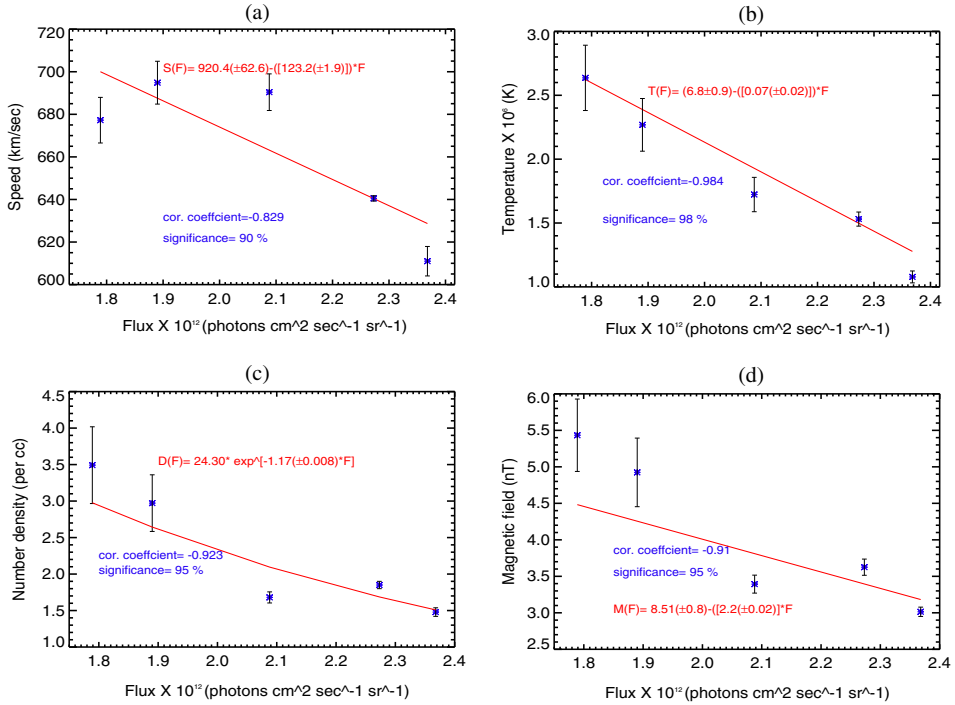 (a)
720
700
680
660
640
620
600
Speed (km/sec)
S(F)= 920.4(±62.6)-([123.2(±1.9)])*F
cor. coeffcient=-0.829
significance= 90 %
1.8 1.9 2.0 2.1 2.2 2.3 2.4
Flux X 10¹² (photons cm^2 sec^-1 sr^-1)
(b)
3.0
2.5
2.0
1.5
1.0
Temperature X 10⁶ (K)
T(F)= (6.8±0.9)-([0.07(±0.02)])*F
cor. coeffcient=-0.984
significance= 98 %
1.8 1.9 2.0 2.1 2.2 2.3 2.4
Flux X 10¹² (photons cm^2 sec^-1 sr^-1)
(c)
4.5
4.0
3.5
3.0
2.5
2.0
1.5
1.0
Number density (per cc)
D(F)= 24.30* exp^[-1.17(±0.008)*F]
cor. coeffcient= -0.923
significance= 95 %
1.8 1.9 2.0 2.1 2.2 2.3 2.4
Flux X 10¹² (photons cm^2 sec^-1 sr^-1)
(d)
6.0
5.5
5.0
4.5
4.0
3.5
3.0
2.5
Magnetic field (nT)
cor. coeffcient= -0.91
significance= 95 %
M(F)= 8.51(±0.8)-([2.2(±0.02)]*F
1.8 1.9 2.0 2.1 2.2 2.3 2.4
Flux X 10¹² (photons cm^2 sec^-1 sr^-1)